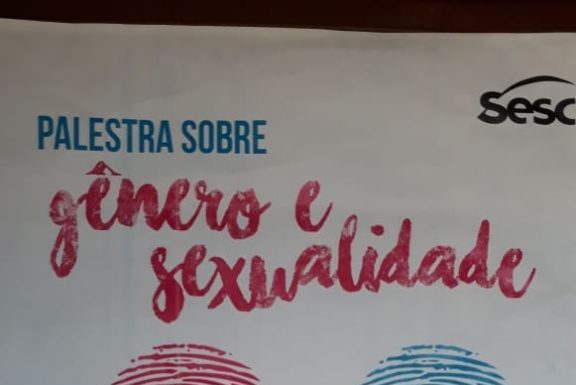 Sesc
PALESTRA SOBRE
gênero e
sexualidade